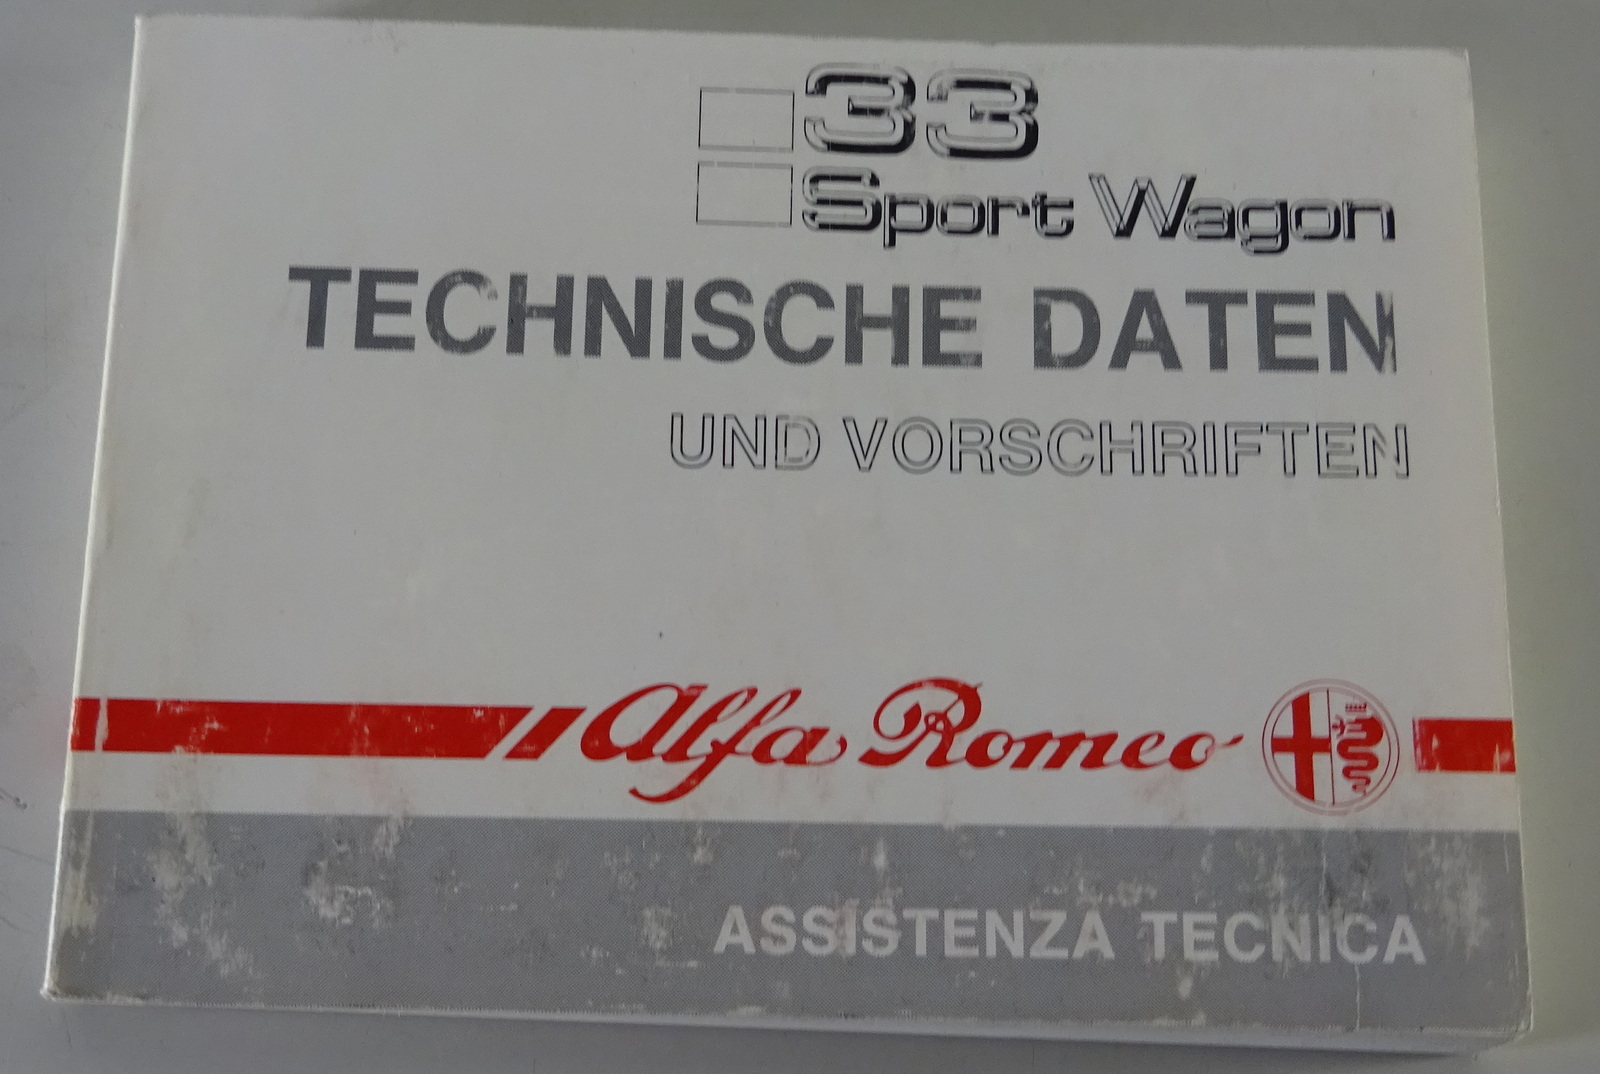 33
Sport Wagon
TECHNISCHE DATEN
UND VORSCHRIFTEN
Alfa Romeo
ASSISTENZA TECNICA